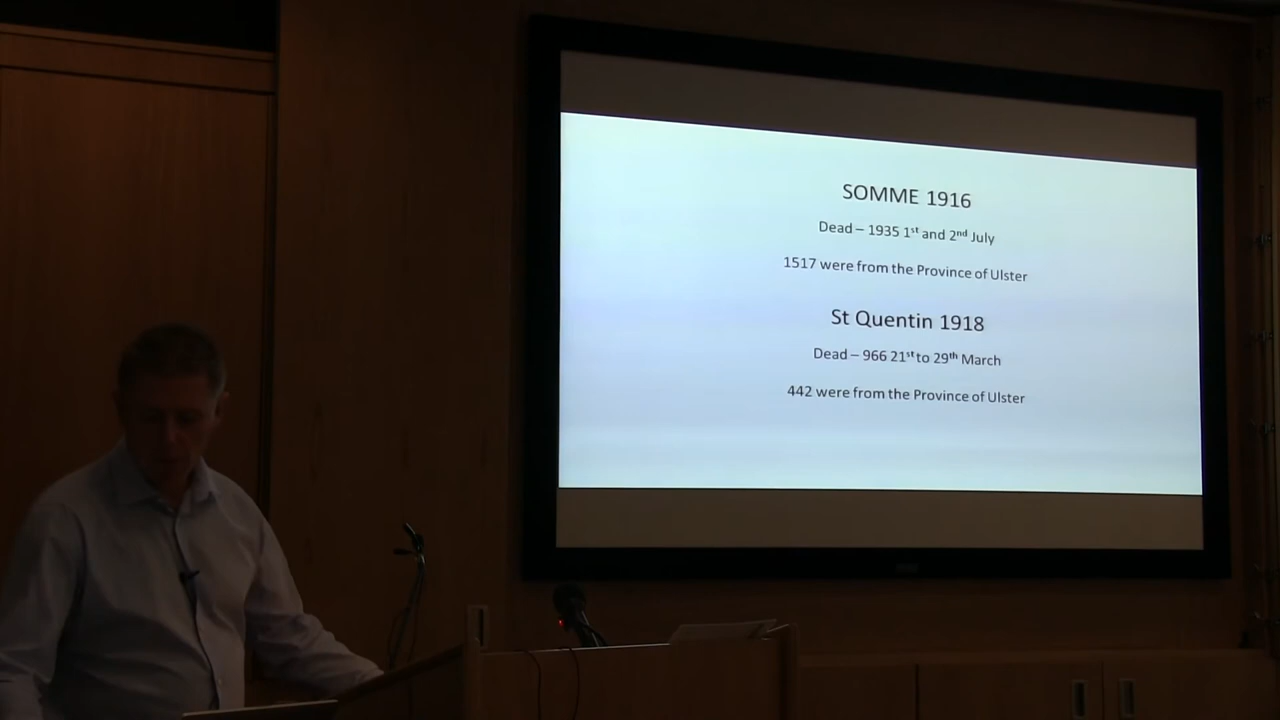 SOMME 1916
Dead – 1935 1st and 2nd July
1517 were from the Province of Ulster
St Quentin 1918
Dead – 966 21st to 29th March
442 were from the Province of Ulster